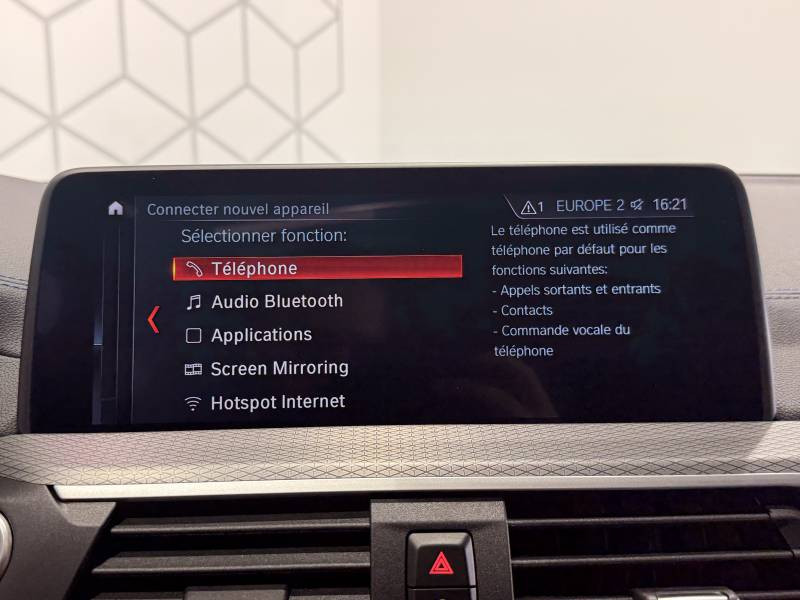 Connecter nouvel appareil
1 EUROPE 2 16:21
Sélectionner fonction:
Téléphone
Audio Bluetooth
Applications
Screen Mirroring
Hotspot Internet
Le téléphone est utilisé comme
téléphone par défaut pour les
fonctions suivantes:
- Appels sortants et entrants
- Contacts
- Commande vocale du
téléphone